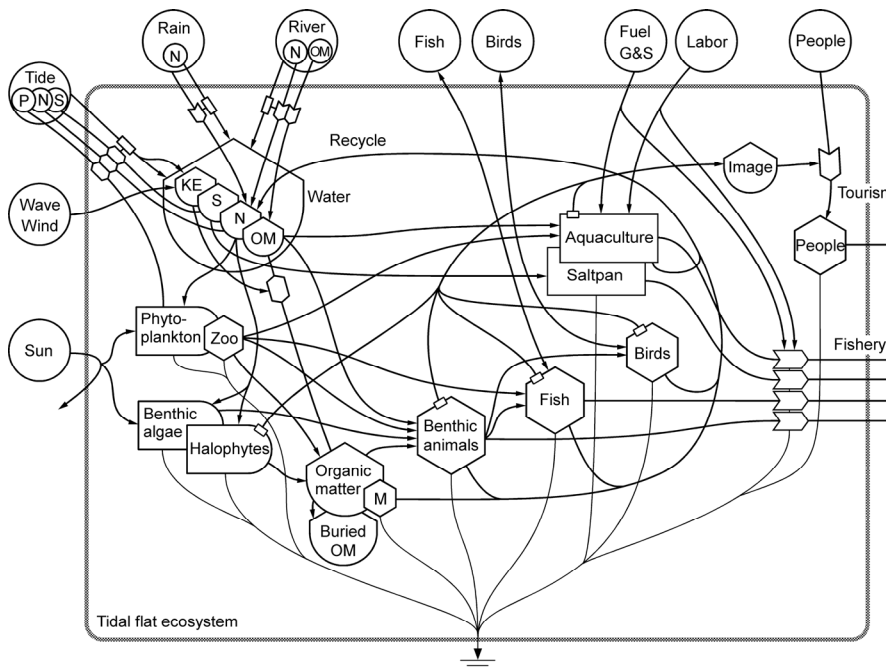 Rain
N
River
N
OM
Fish
Birds
Fuel
G&S
Labor
People
Tide
P
N
S
Recycle
Image
Wave
Wind
KE
S
N
OM
Water
Tourism
Aquaculture
Saltpan
People
Sun
Phyto-
plankton
Zoo
Birds
Fishery
Benthic
algae
Halophytes
Benthic
animals
Fish
Organic
matter
M
Buried
OM
Tidal flat ecosystem